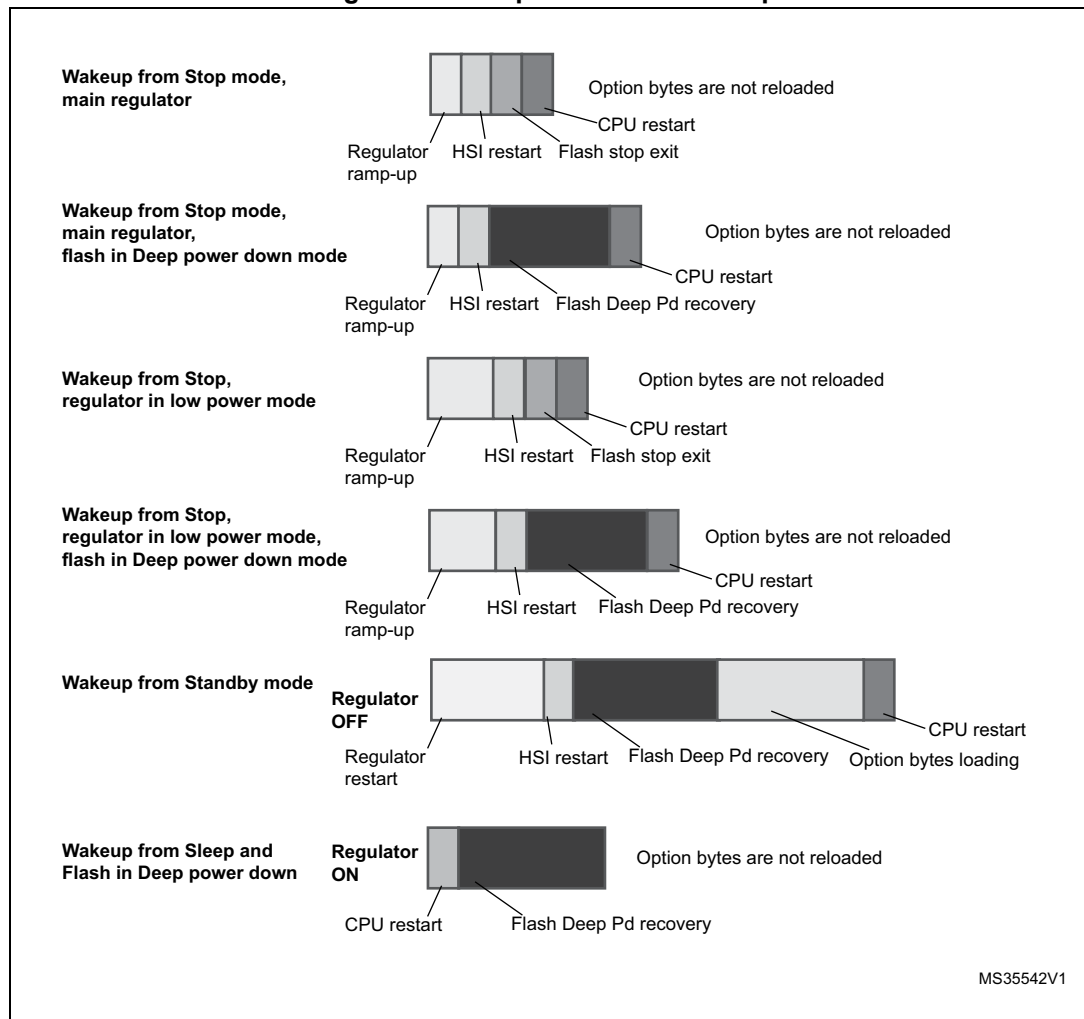 Wakeup from Stop mode,
main regulator
Option bytes are not reloaded
CPU restart
Regulator
ramp-up
HSI restart
Flash stop exit
Wakeup from Stop mode,
main regulator,
flash in Deep power down mode
Option bytes are not reloaded
CPU restart
Regulator
ramp-up
HSI restart
Flash Deep Pd recovery
Wakeup from Stop,
regulator in low power mode
Option bytes are not reloaded
CPU restart
Regulator
ramp-up
HSI restart
Flash stop exit
Wakeup from Stop,
regulator in low power mode,
flash in Deep power down mode
Option bytes are not reloaded
CPU restart
Regulator
ramp-up
HSI restart
Flash Deep Pd recovery
Wakeup from Standby mode
Regulator
OFF
CPU restart
Regulator
restart
HSI restart
Flash Deep Pd recovery
Option bytes loading
Wakeup from Sleep and
Flash in Deep power down
Regulator
ON
Option bytes are not reloaded
CPU restart
Flash Deep Pd recovery
MS35542V1